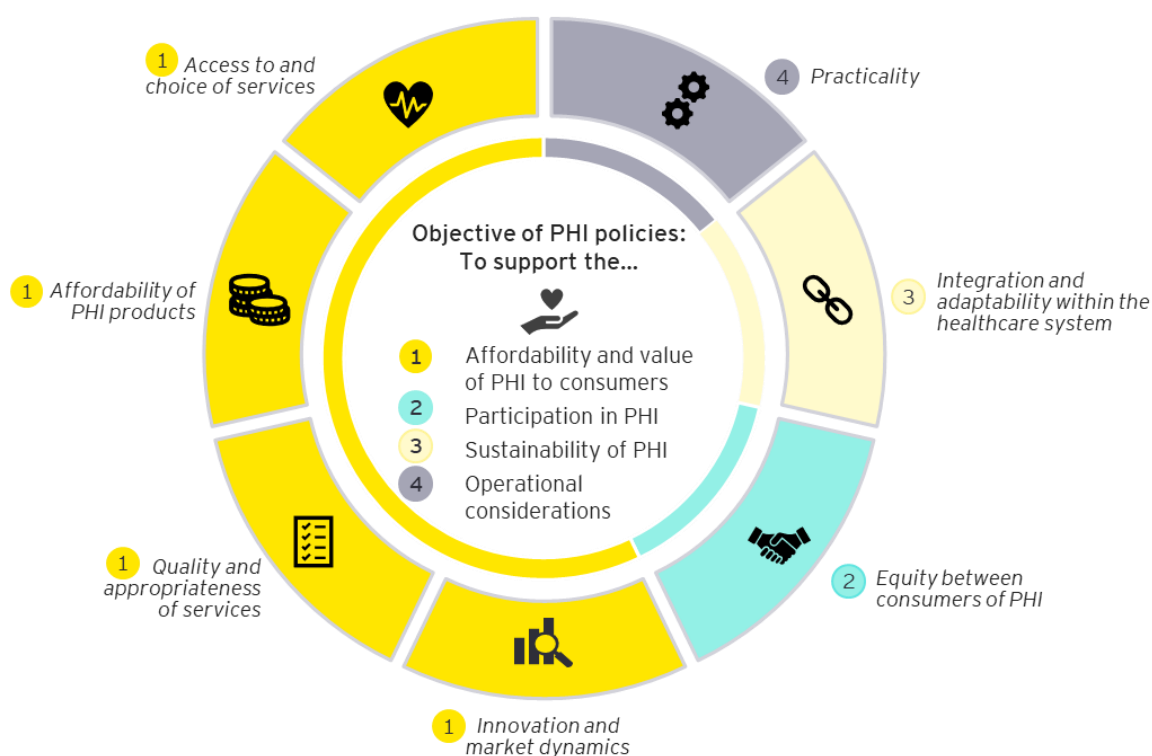 1 Access to and
choice of services
4 Practicality
1 Affordability of
PHI products
3 Integration and
adaptability within the
healthcare system
Objective of PHI policies:
To support the...
1 Affordability and value
of PHI to consumers
2 Participation in PHI
3 Sustainability of PHI
4 Operational
considerations
1 Quality and
appropriateness
of services
2 Equity between
consumers of PHI
1 Innovation and
market dynamics